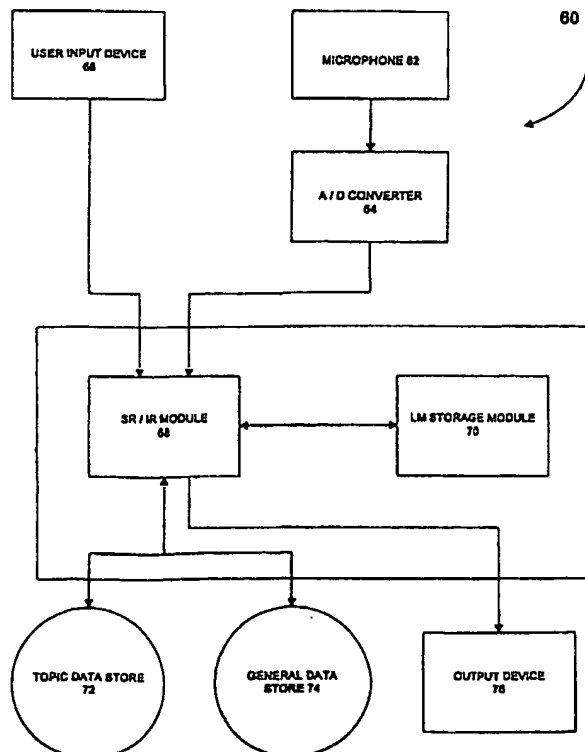 60
USER INPUT DEVICE
66
MICROPHONE 62
A / D CONVERTER
64
SR / IR MODULE
68
LM STORAGE MODULE
70
TOPIC DATA STORE
72
GENERAL DATA
STORE 74
OUTPUT DEVICE
76